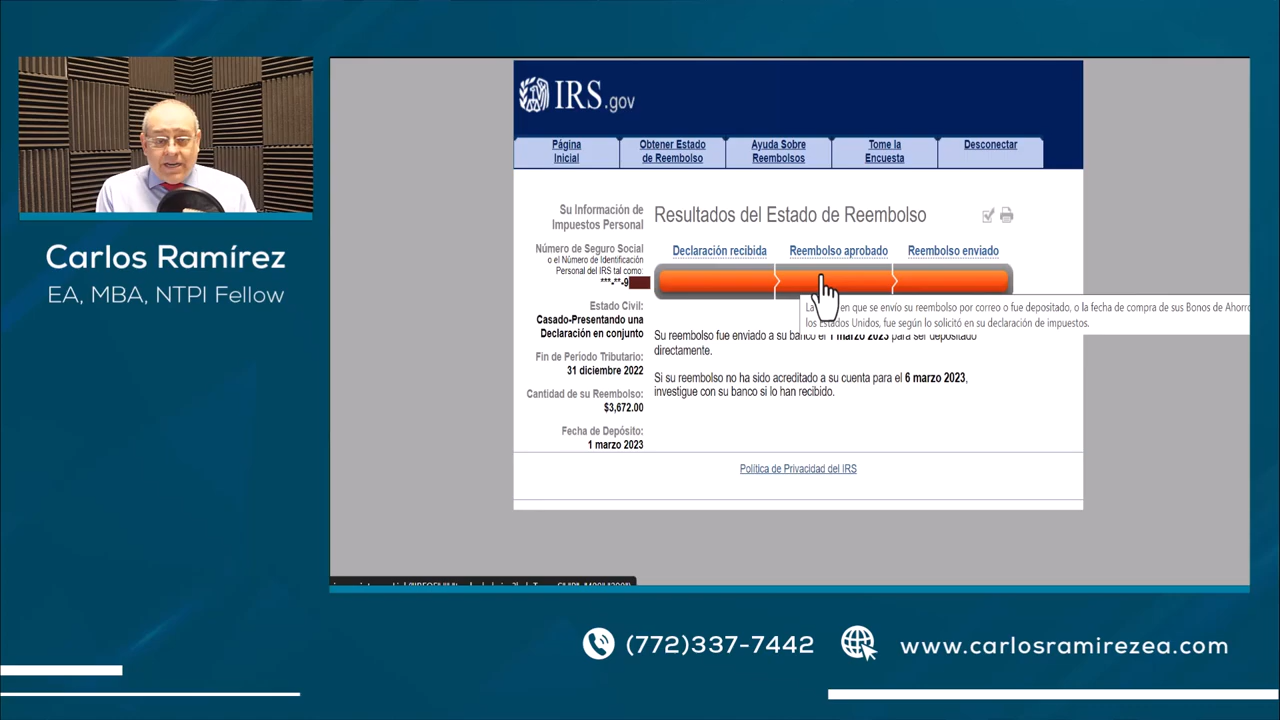 IRS.gov
Página
Inicial
Obtener Estado
de Reembolso
Ayuda Sobre
Reembolsos
Tome la
Encuesta
Desconectar
Su Información de
Impuestos Personal
Número de Seguro Social
o el Número de Identificación
Personal del IRS tal como:
***-**-9
Estado Civil:
Casado-Presentando una
Declaración en conjunto
Fin de Periodo Tributario:
31 diciembre 2022
Cantidad de su Reembolso:
$3,672.00
Fecha de Depósito:
1 marzo 2023
Resultados del Estado de Reembolso
Declaración recibida
Reembolso aprobado
Reembolso enviado
La en que se envío su reembolso por correo o fue depositado, o la fecha de compra de sus Bonos de Ahorro
los Estados Unidos, fue según lo solicitó en su declaración de impuestos.
Su reembolso fue enviado a su banco el 1 marzo 2023 para ser depositado
directamente.
Si su reembolso no ha sido acreditado a su cuenta para el 6 marzo 2023,
investigue con su banco si lo han recibido.
Política de Privacidad del IRS
Carlos Ramírez
EA, MBA, NTPI Fellow
(772)337-7442
www.carlosramirezea.com